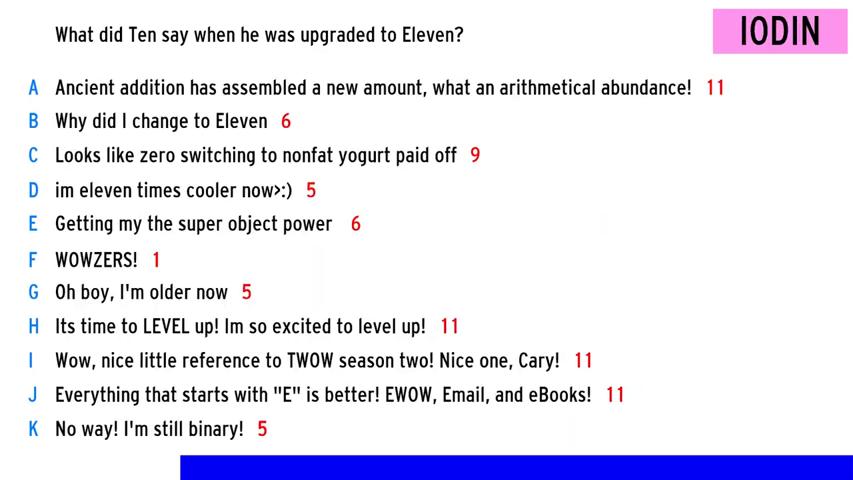 What did Ten say when he was upgraded to Eleven?
IODIN
A Ancient addition has assembled a new amount, what an arithmetical abundance! 11
B Why did I change to Eleven 6
C Looks like zero switching to nonfat yogurt paid off 9
D im eleven times cooler now>:) 5
E Getting my the super object power 6
F WOWZERS! 1
G Oh boy, I'm older now 5
H Its time to LEVEL up! Im so excited to level up! 11
I Wow, nice little reference to TWOW season two! Nice one, Cary! 11
J Everything that starts with "E" is better! EWOW, Email, and eBooks! 11
K No way! I'm still binary! 5